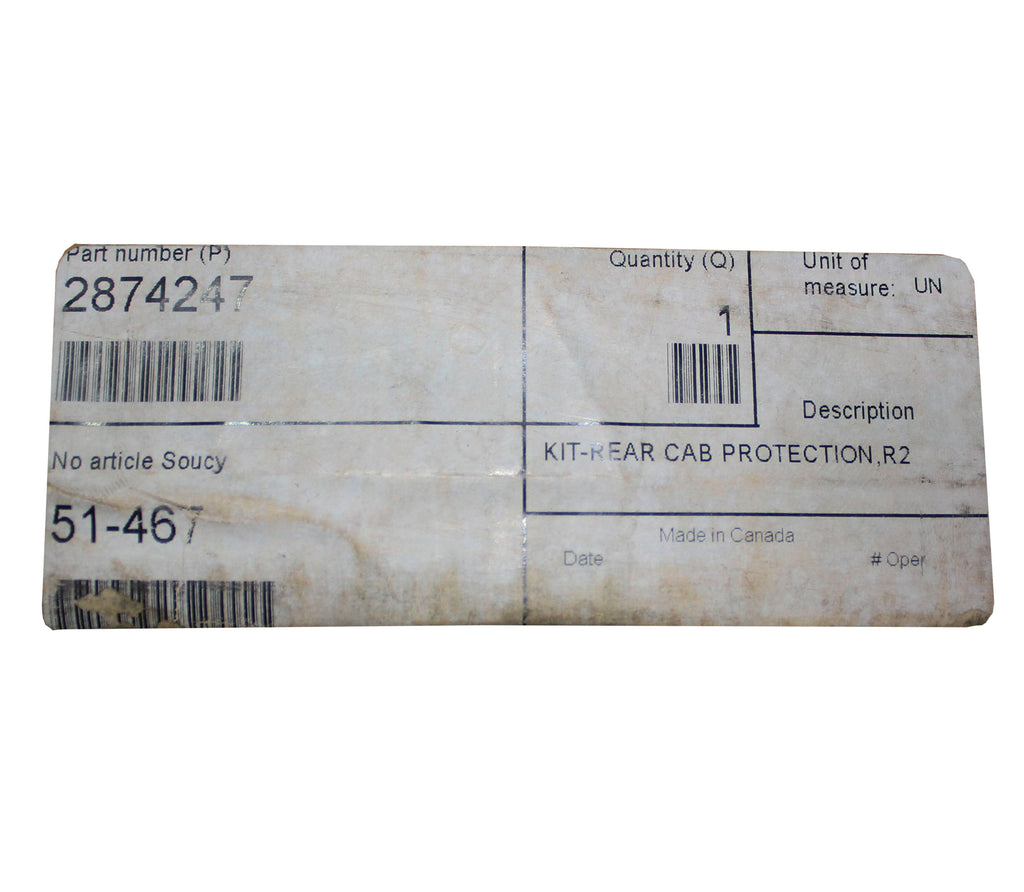 Part number (P)
2874247
Quantity (Q)
1
Unit of
measure: UN
Description
KIT-REAR CAB PROTECTION,R2
No article Soucy
51-467
Made in Canada
Date
# Oper